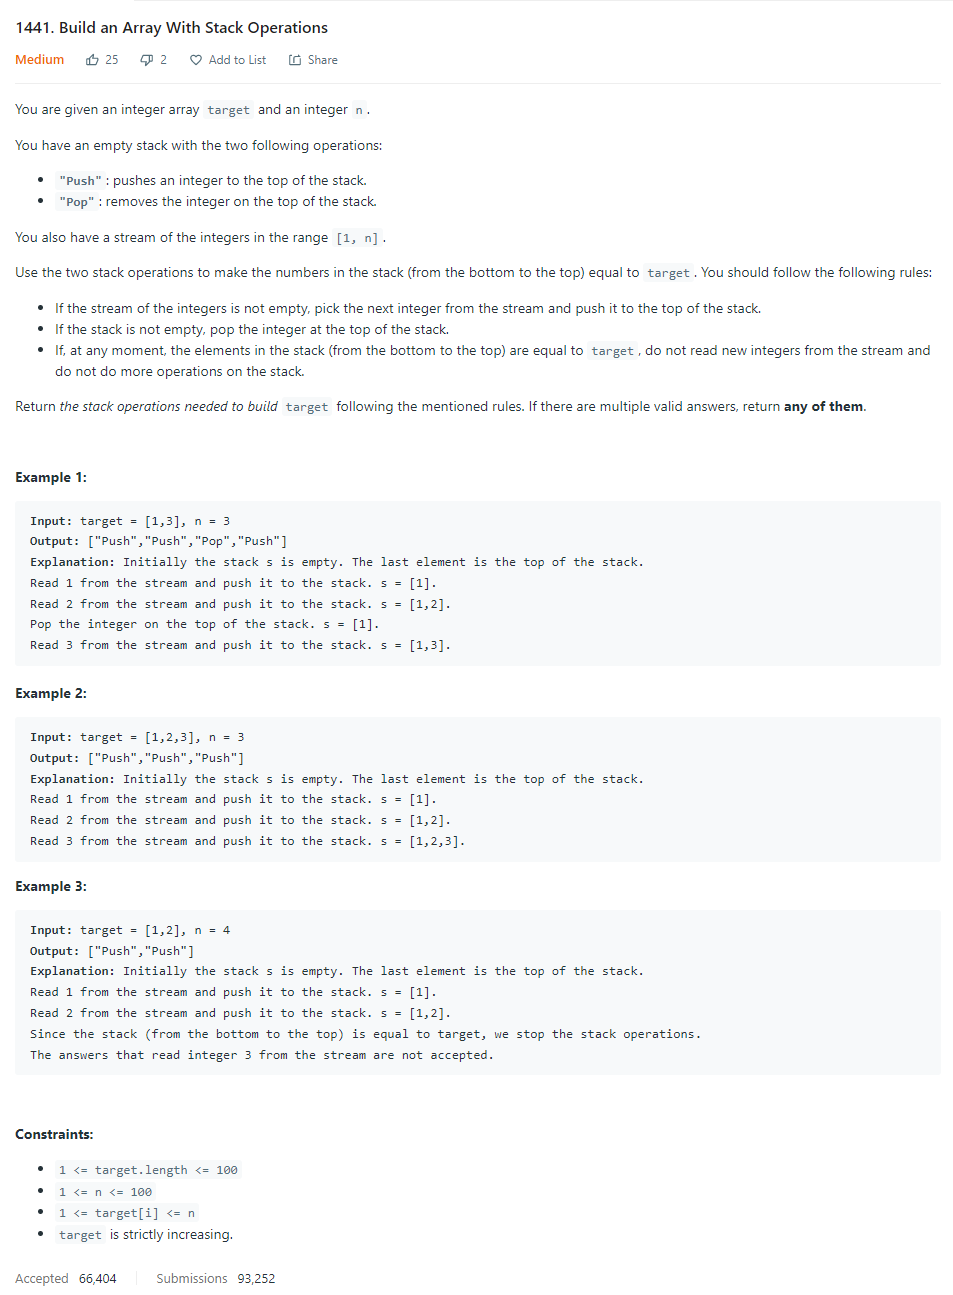 1441. Build an Array With Stack Operations
Medium 25 2 Add to List Share
You are given an integer array target and an integer n.
You have an empty stack with the two following operations:
• "Push" : pushes an integer to the top of the stack.
• "Pop" : removes the integer on the top of the stack.
You also have a stream of the integers in the range [1, n].
Use the two stack operations to make the numbers in the stack (from the bottom to the top) equal to target. You should follow the following rules:
• If the stream of the integers is not empty, pick the next integer from the stream and push it to the top of the stack.
• If the stack is not empty, pop the integer at the top of the stack.
• If, at any moment, the elements in the stack (from the bottom to the top) are equal to target, do not read new integers from the stream and
do not do more operations on the stack.
Return the stack operations needed to build target following the mentioned rules. If there are multiple valid answers, return any of them.
Example 1:
Input: target = [1,3], n = 3
Output: ["Push","Push","Pop","Push"]
Explanation: Initially the stack s is empty. The last element is the top of the stack.
Read 1 from the stream and push it to the stack. s = [1].
Read 2 from the stream and push it to the stack. s = [1,2].
Pop the integer on the top of the stack. s = [1].
Read 3 from the stream and push it to the stack. s = [1,3].
Example 2:
Input: target = [1,2,3], n = 3
Output: ["Push","Push","Push"]
Explanation: Initially the stack s is empty. The last element is the top of the stack.
Read 1 from the stream and push it to the stack. s = [1].
Read 2 from the stream and push it to the stack. s = [1,2].
Read 3 from the stream and push it to the stack. s = [1,2,3].
Example 3:
Input: target = [1,2], n = 4
Output: ["Push","Push"]
Explanation: Initially the stack s is empty. The last element is the top of the stack.
Read 1 from the stream and push it to the stack. s = [1].
Read 2 from the stream and push it to the stack. s = [1,2].
Since the stack (from the bottom to the top) is equal to target, we stop the stack operations.
The answers that read integer 3 from the stream are not accepted.
Constraints:
• 1 <= target.length <= 100
• 1 <= n <= 100
• 1 <= target[i] <= n
• target is strictly increasing.
Accepted 66,404 Submissions 93,252